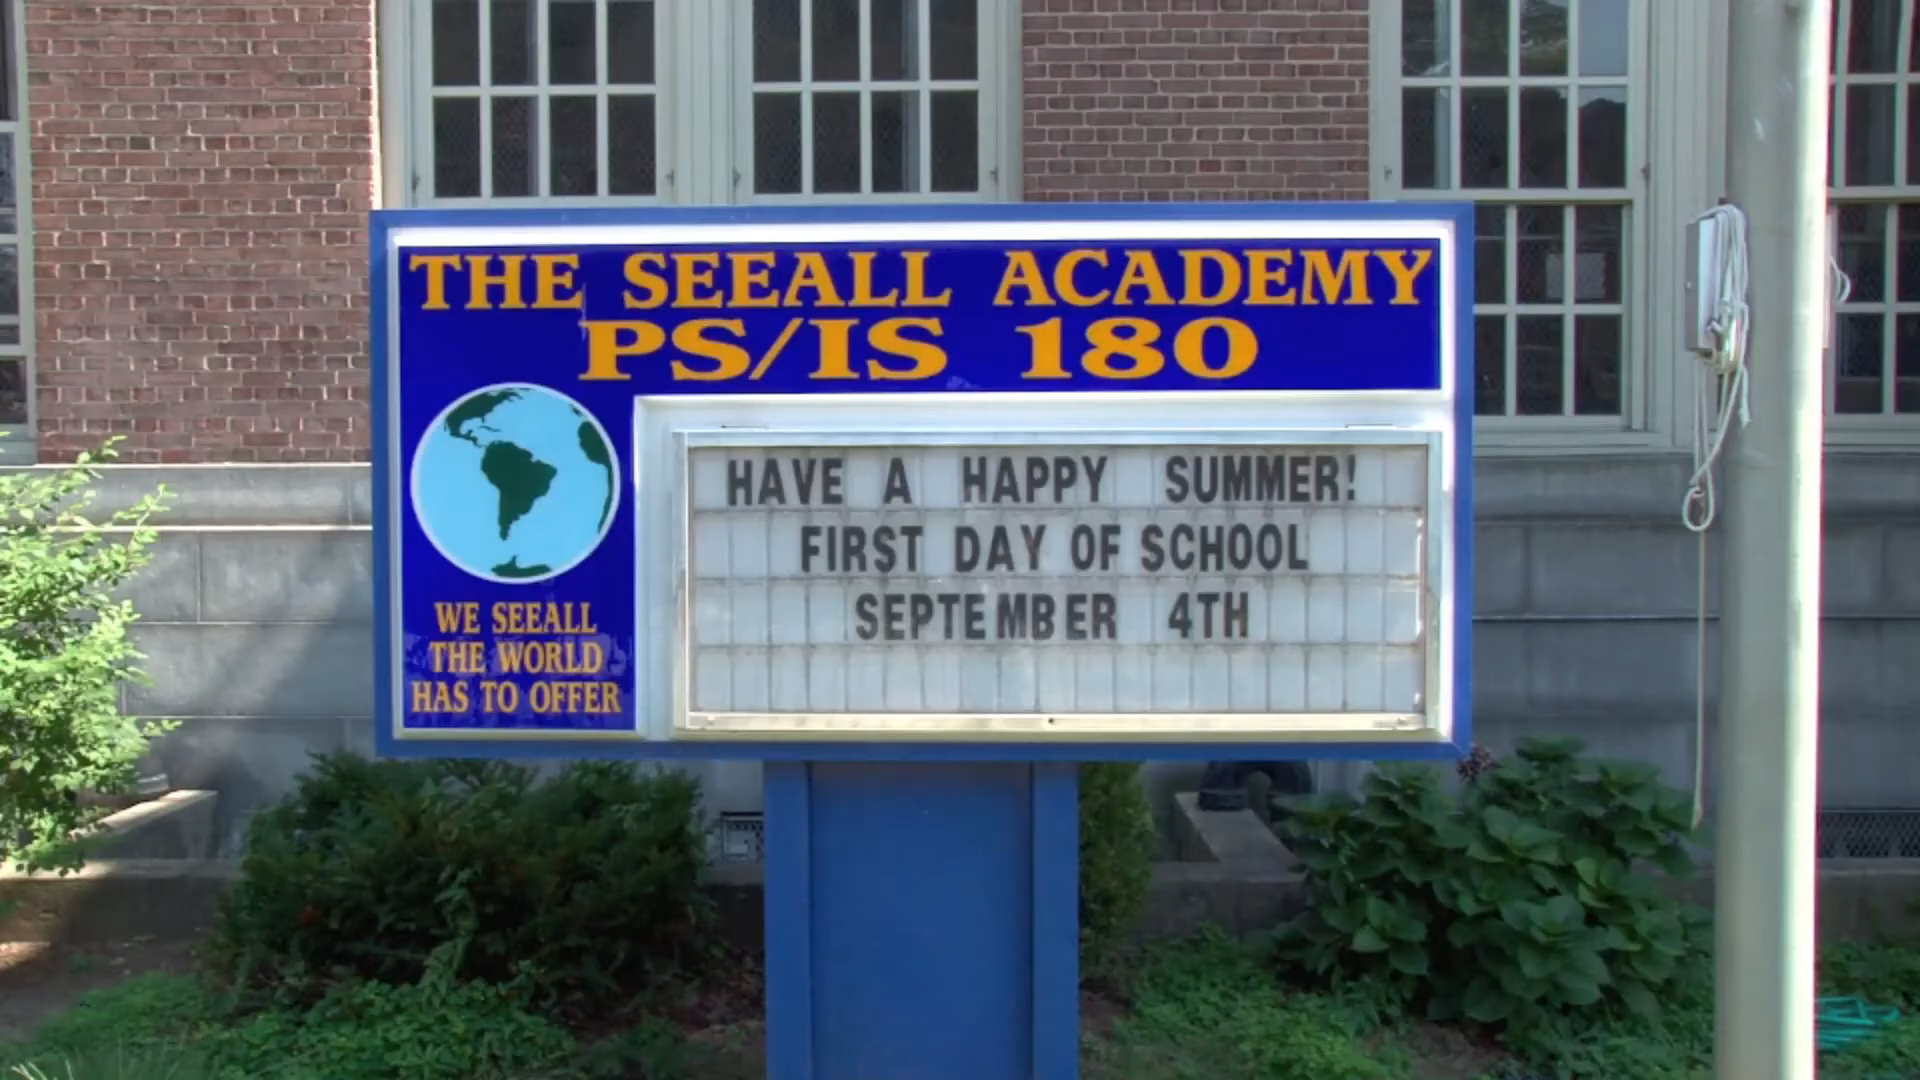 THE SEEALL ACADEMY
PS/IS 180
HAVE A HAPPY SUMMER!
FIRST DAY OF SCHOOL
SEPTEMBER 4TH
WE SEEALL
THE WORLD
HAS TO OFFER